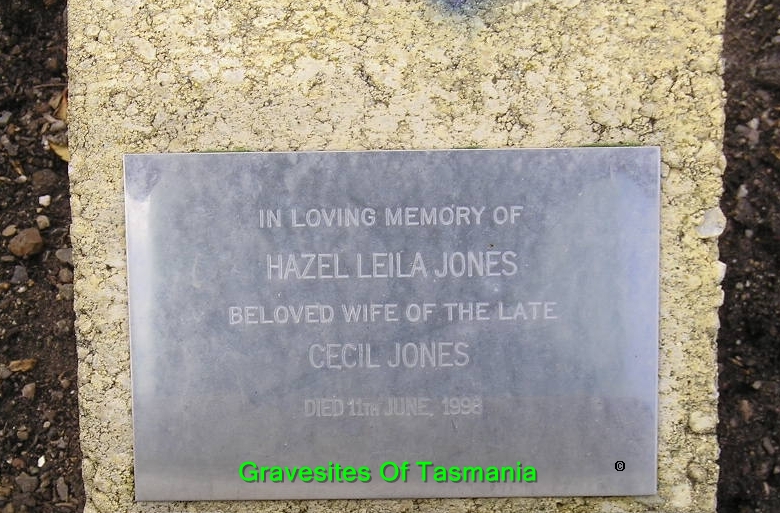 IN LOVING MEMORY OF
HAZEL LEILA JONES
BELOVED WIFE OF THE LATE
CECIL JONES
DIED 11TH JUNE, 1998
Gravesites Of Tasmania ©